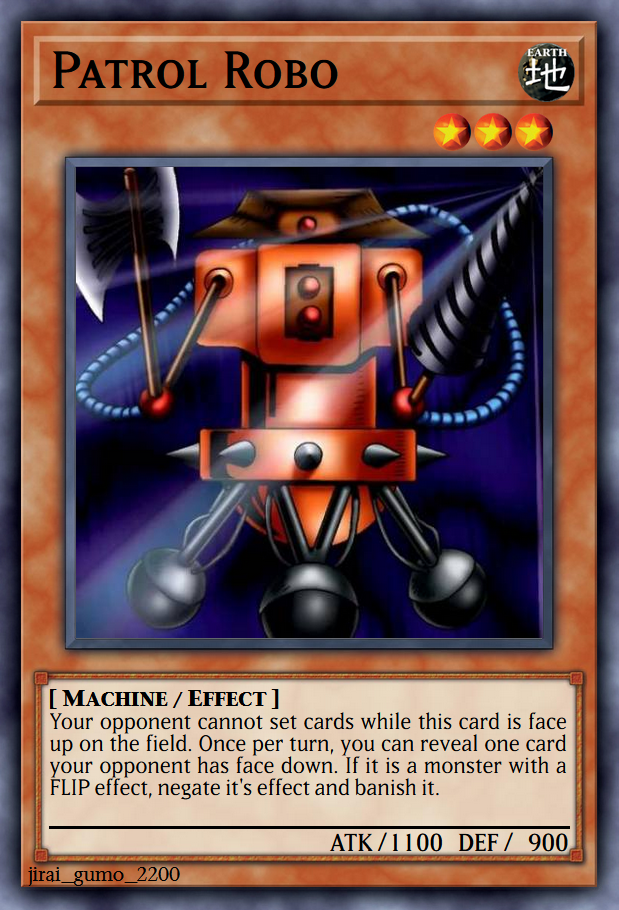 Patrol Robo
EARTH
地
[ Machine / Effect ]
Your opponent cannot set cards while this card is face
up on the field. Once per turn, you can reveal one card
your opponent has face down. If it is a monster with a
FLIP effect, negate it's effect and banish it.
ATK / 1100 DEF / 900
jirai_gumo_2200